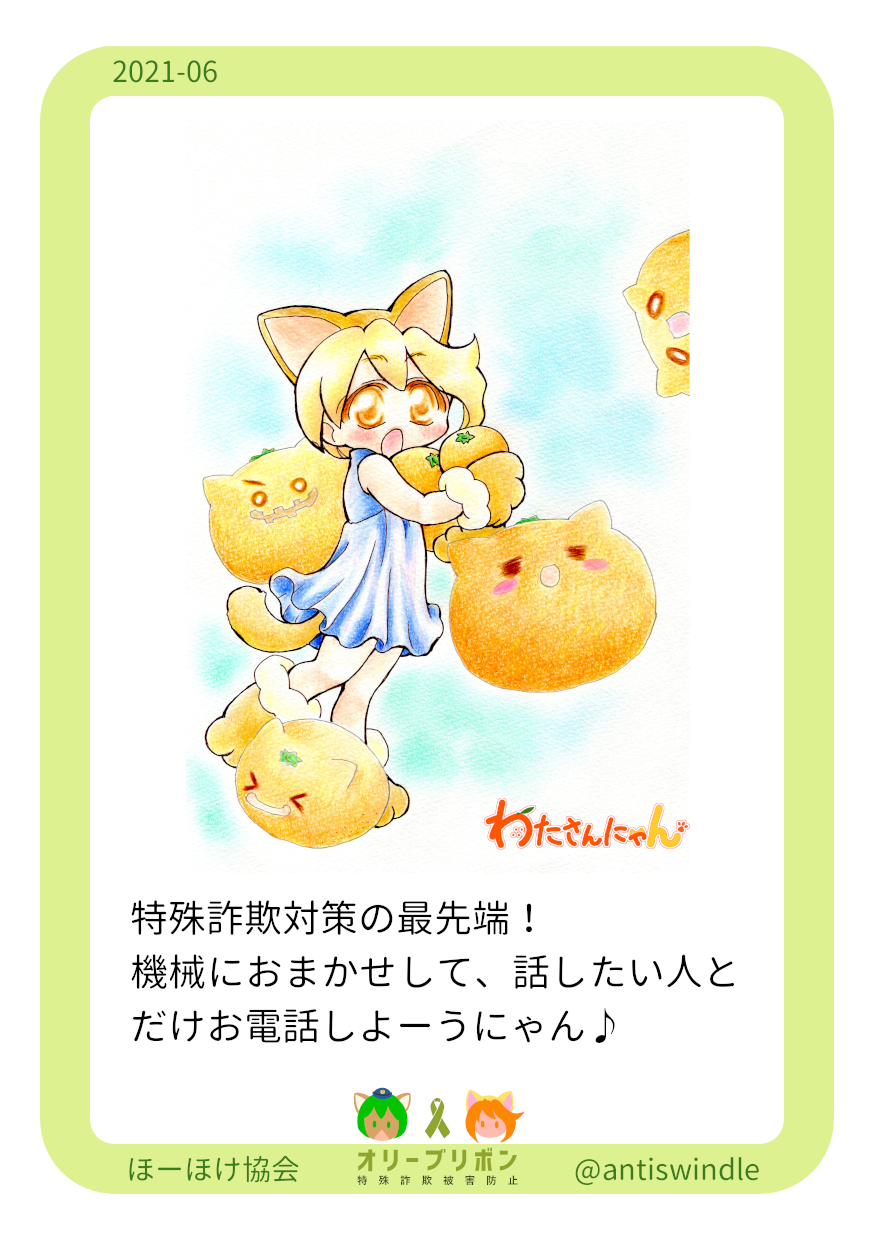 2021-06
わたさんにゃん
特殊詐欺対策の最先端！
機械におまかせして、話したい人と
だけお電話しよーうにゃん♪
ほーほけ協会
オリーブリボン
特殊詐欺被害防止
@antiswindle